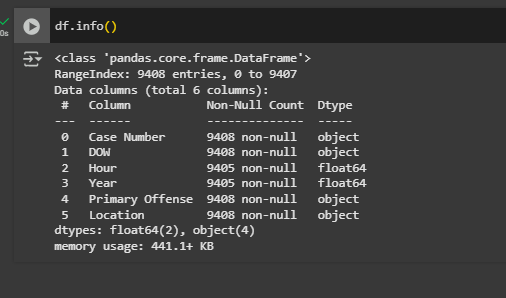 df.info()
0s
<class 'pandas.core.frame.DataFrame'>
RangeIndex: 9408 entries, 0 to 9407
Data columns (total 6 columns):
 #   Column           Non-Null Count  Dtype
---  ------           --------------  -----
 0   Case Number      9408 non-null   object
 1   DOW              9408 non-null   object
 2   Hour             9405 non-null   float64
 3   Year             9405 non-null   float64
 4   Primary Offense  9408 non-null   object
 5   Location         9408 non-null   object
dtypes: float64(2), object(4)
memory usage: 441.1+ KB